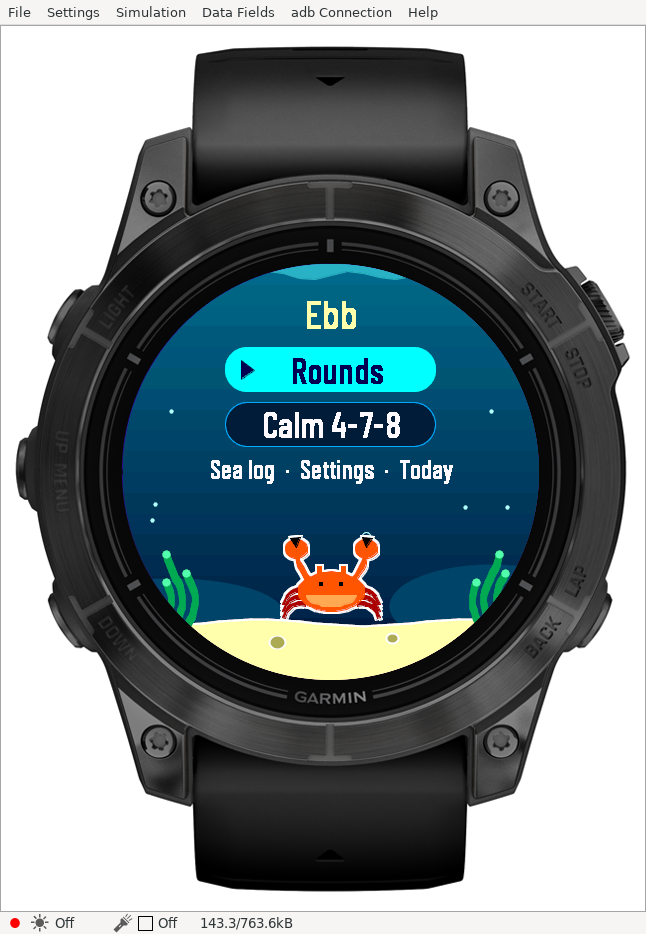 File Settings Simulation Data Fields adb Connection Help
LIGHT
START
STOP
Ebb
Rounds
Calm 4-7-8
Sea log · Settings · Today
UP MENU
LAP
BACK
DOWN
GARMIN
Off Off 143.3/763.6kB